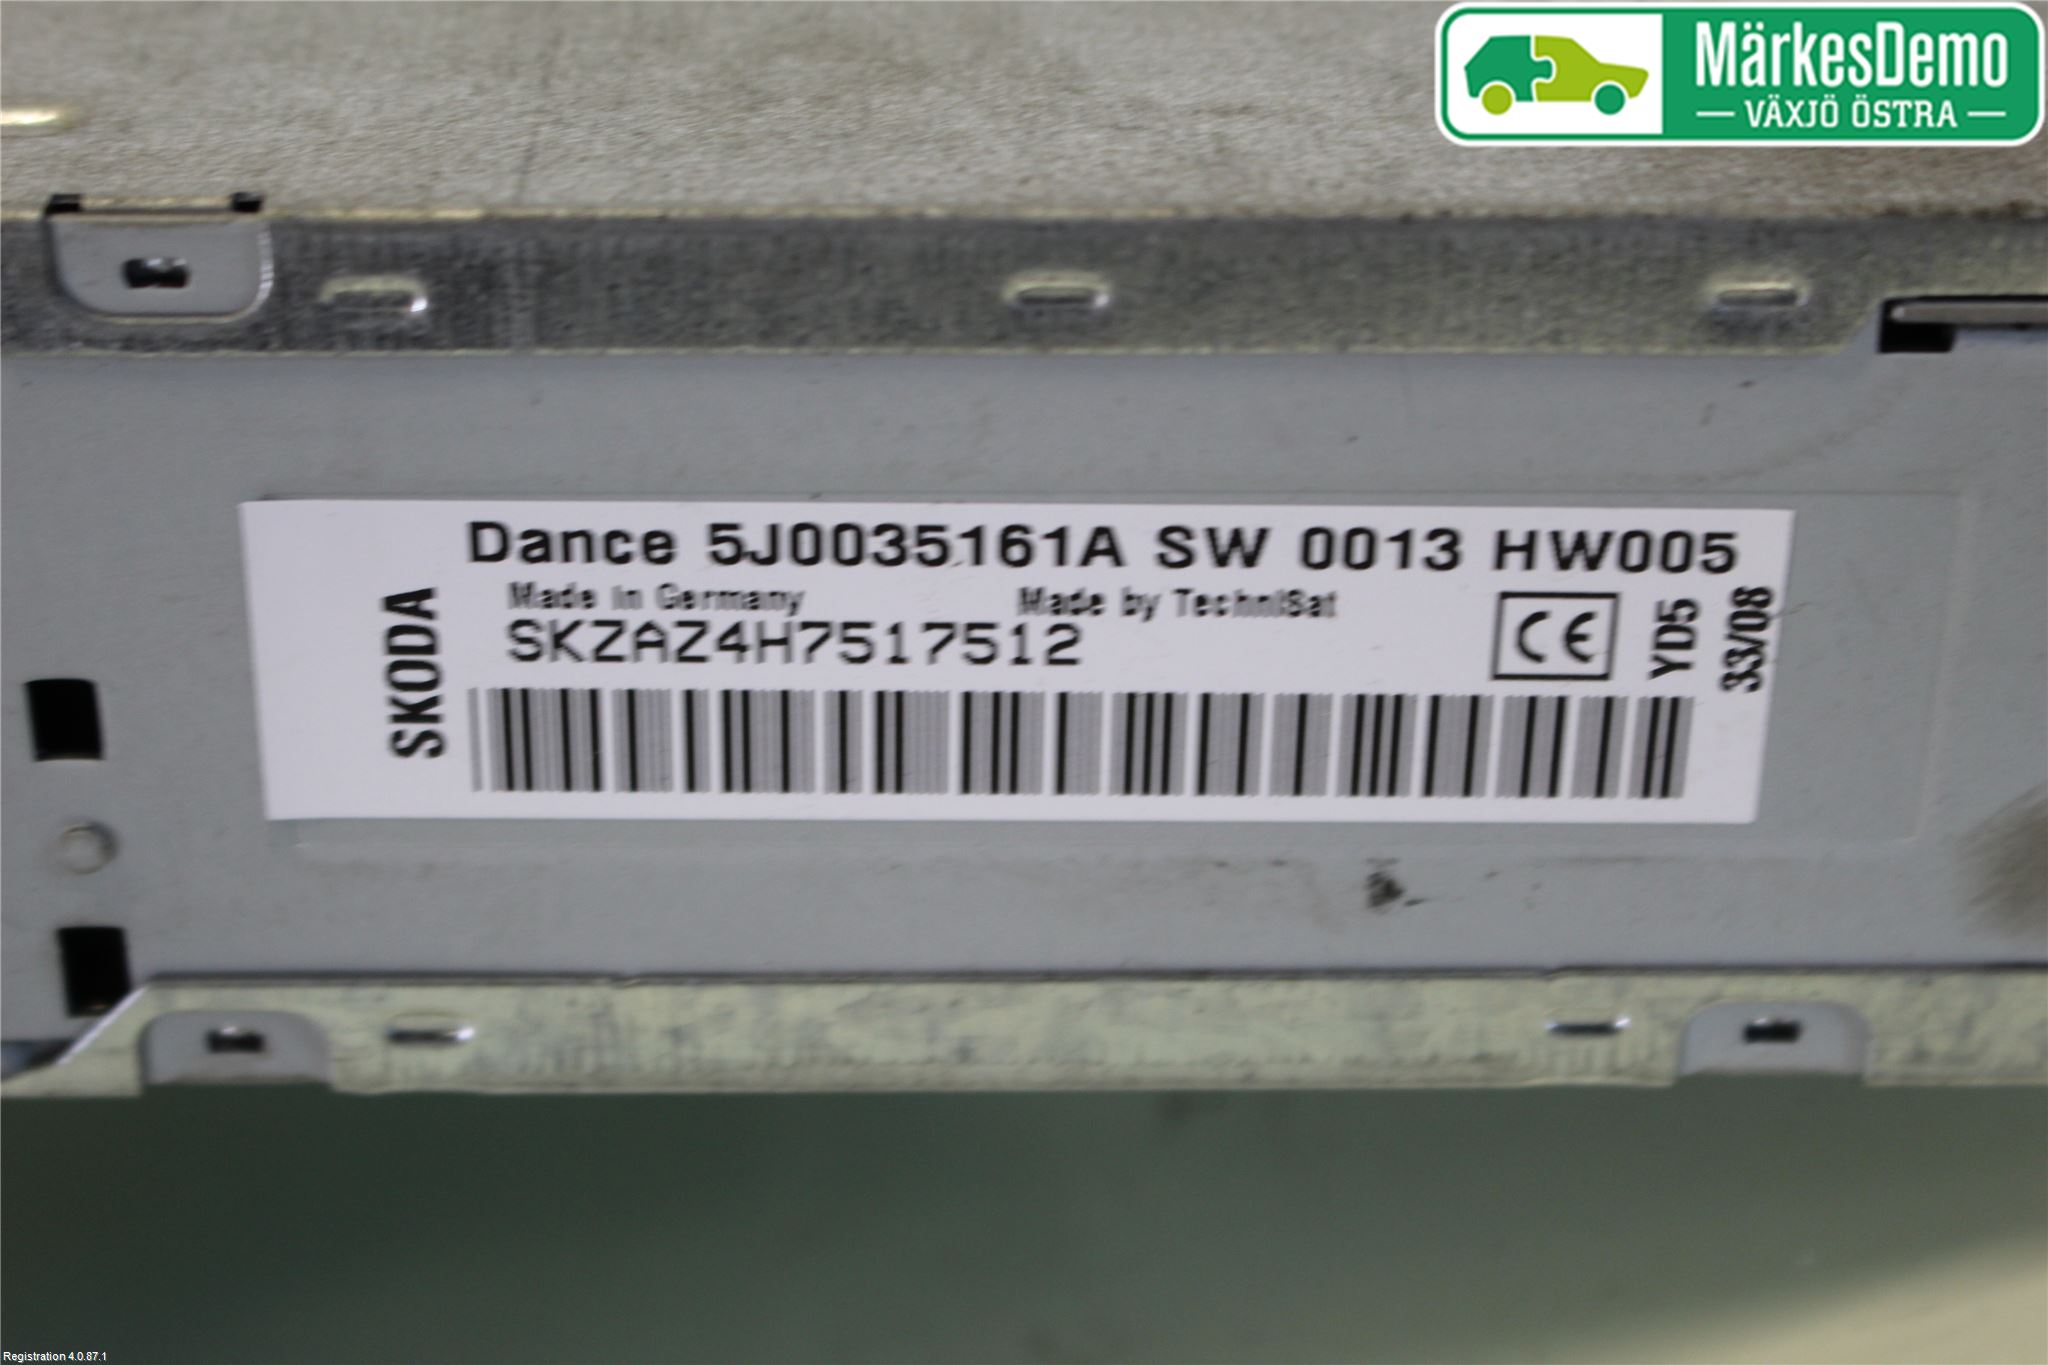 MärkesDemo
VÄXJÖ ÖSTRA
Dance 5J0035161A SW 0013 HW005
Made in Germany
Made by TechniSat
SKZAZ4H7517512
CE
SKODA
YD5
33/08
Registration 4.0.87.1